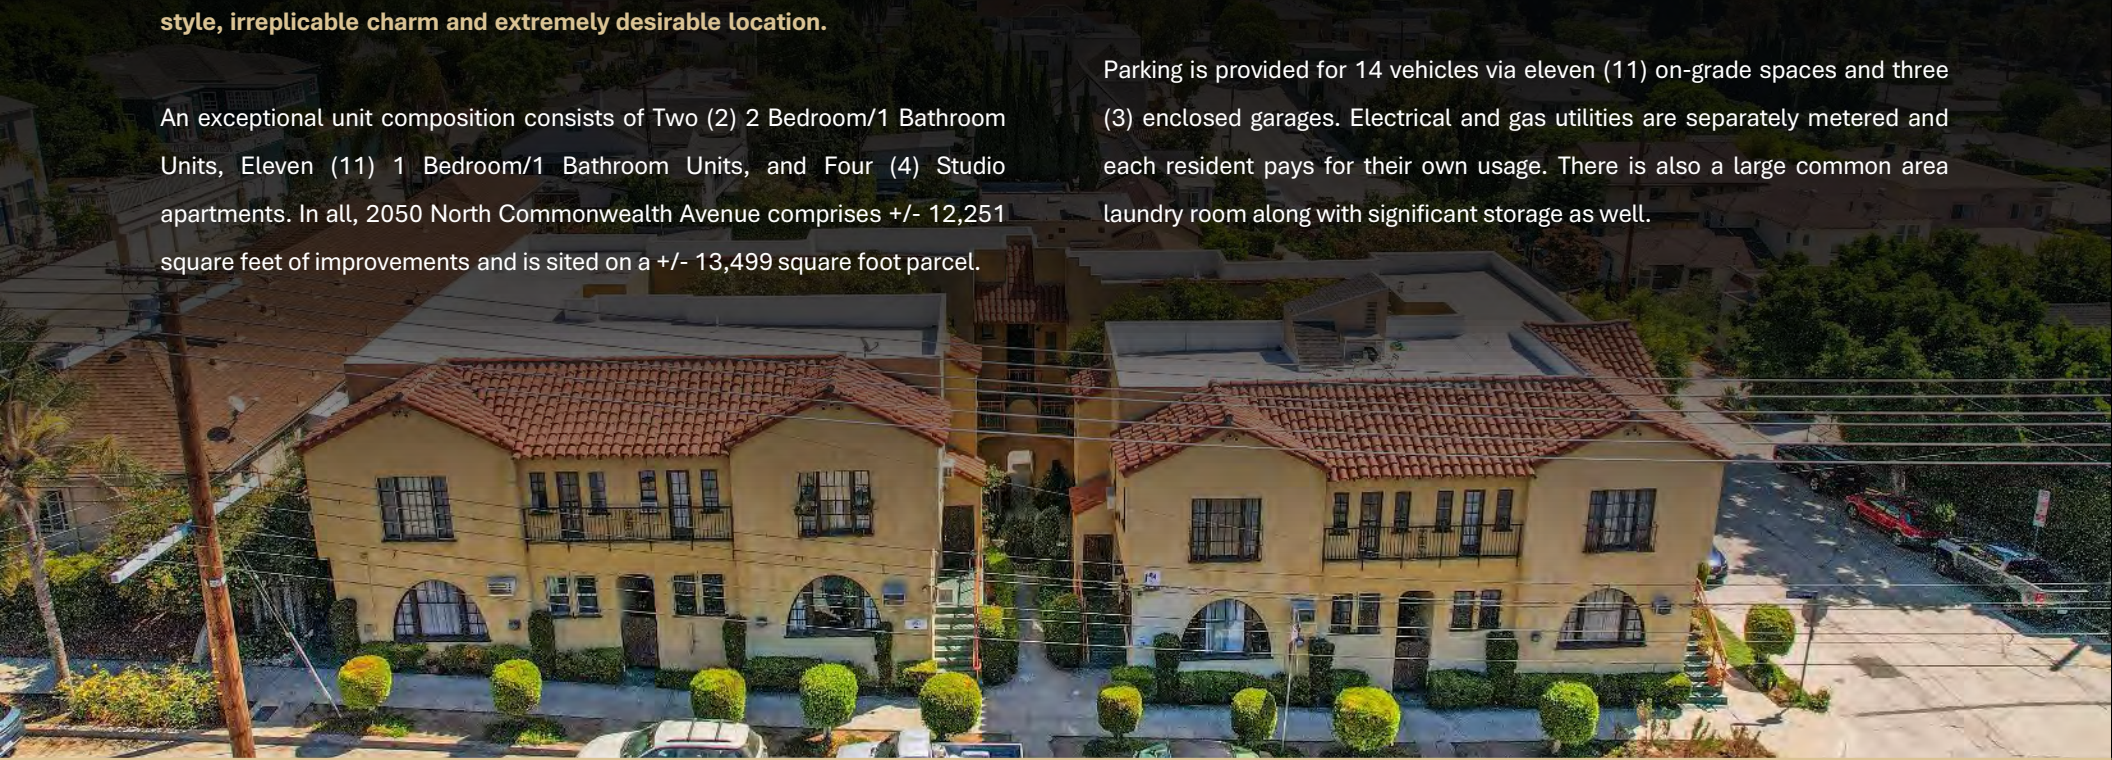 style, irreplicable charm and extremely desirable location.
An exceptional unit composition consists of Two (2) 2 Bedroom/1 Bathroom
Units, Eleven (11) 1 Bedroom/1 Bathroom Units, and Four (4) Studio
apartments. In all, 2050 North Commonwealth Avenue comprises +/- 12,251
square feet of improvements and is sited on a +/- 13,499 square foot parcel.
Parking is provided for 14 vehicles via eleven (11) on-grade spaces and three
(3) enclosed garages. Electrical and gas utilities are separately metered and
each resident pays for their own usage. There is also a large common area
laundry room along with significant storage as well.